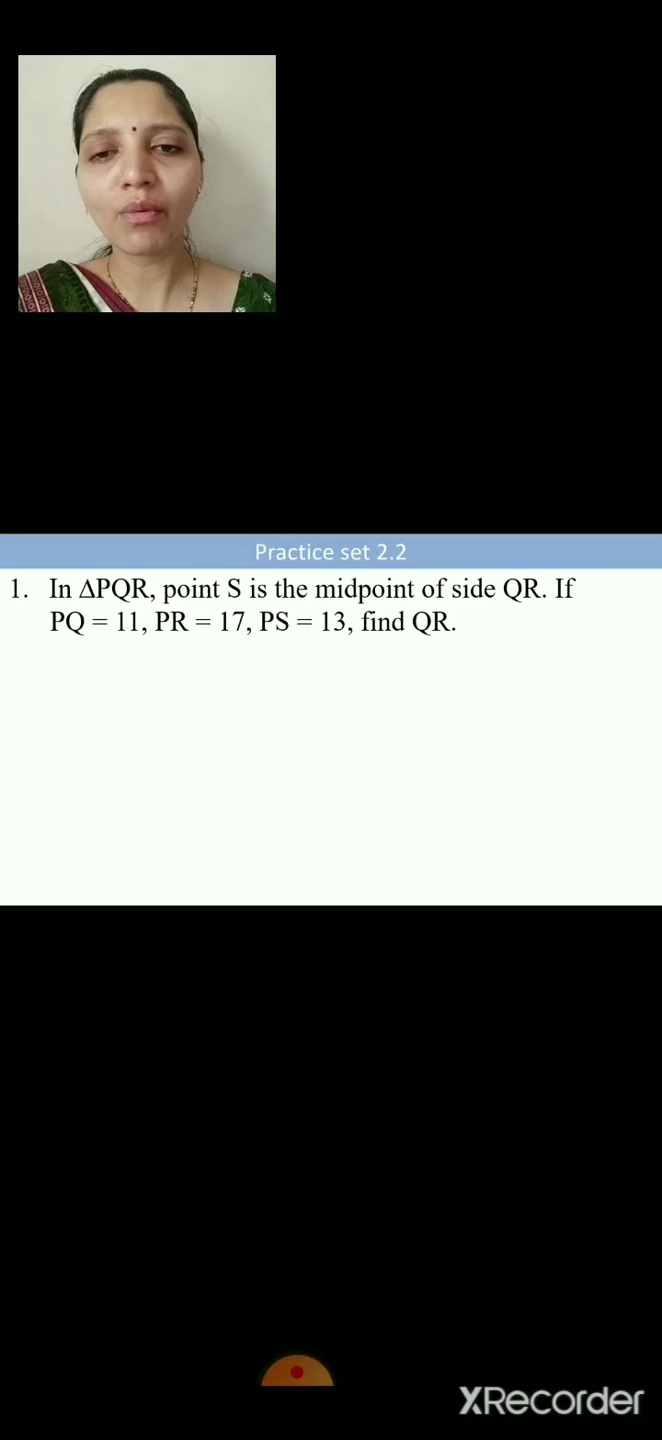 Practice set 2.2
1. In ΔPQR, point S is the midpoint of side QR. If
PQ = 11, PR = 17, PS = 13, find QR.
XRecorder